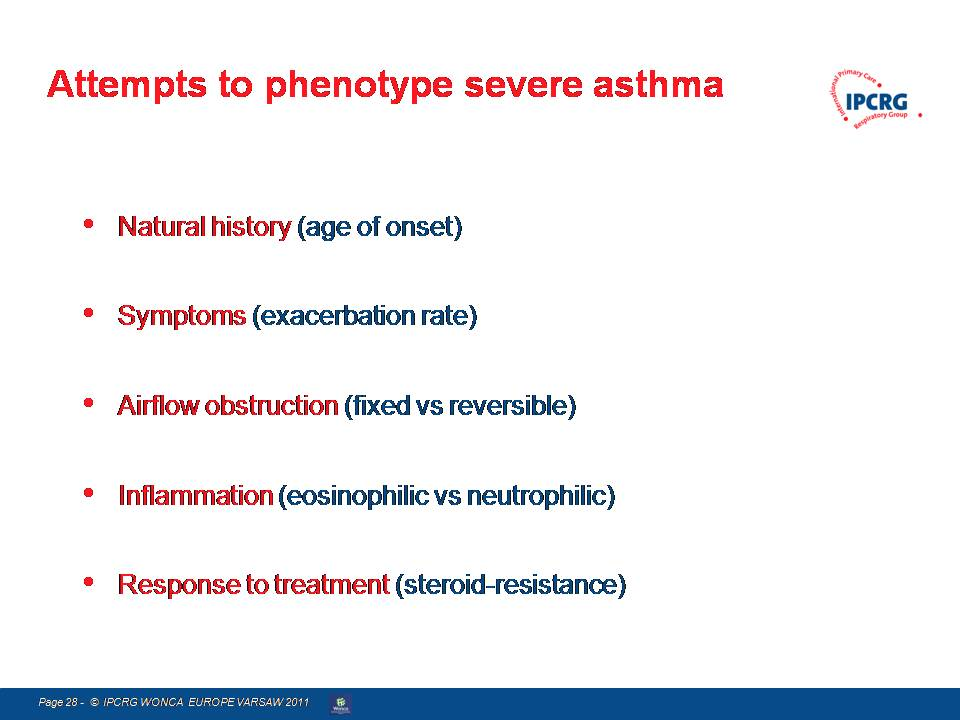 Attempts to phenotype severe asthma
International Primary Care
IPCRG
Respiratory Group
• Natural history (age of onset)
• Symptoms (exacerbation rate)
• Airflow obstruction (fixed vs reversible)
• Inflammation (eosinophilic vs neutrophilic)
• Response to treatment (steroid-resistance)
Page 28 - © IPCRG WONCA EUROPE VARSAW 2011
Wonca